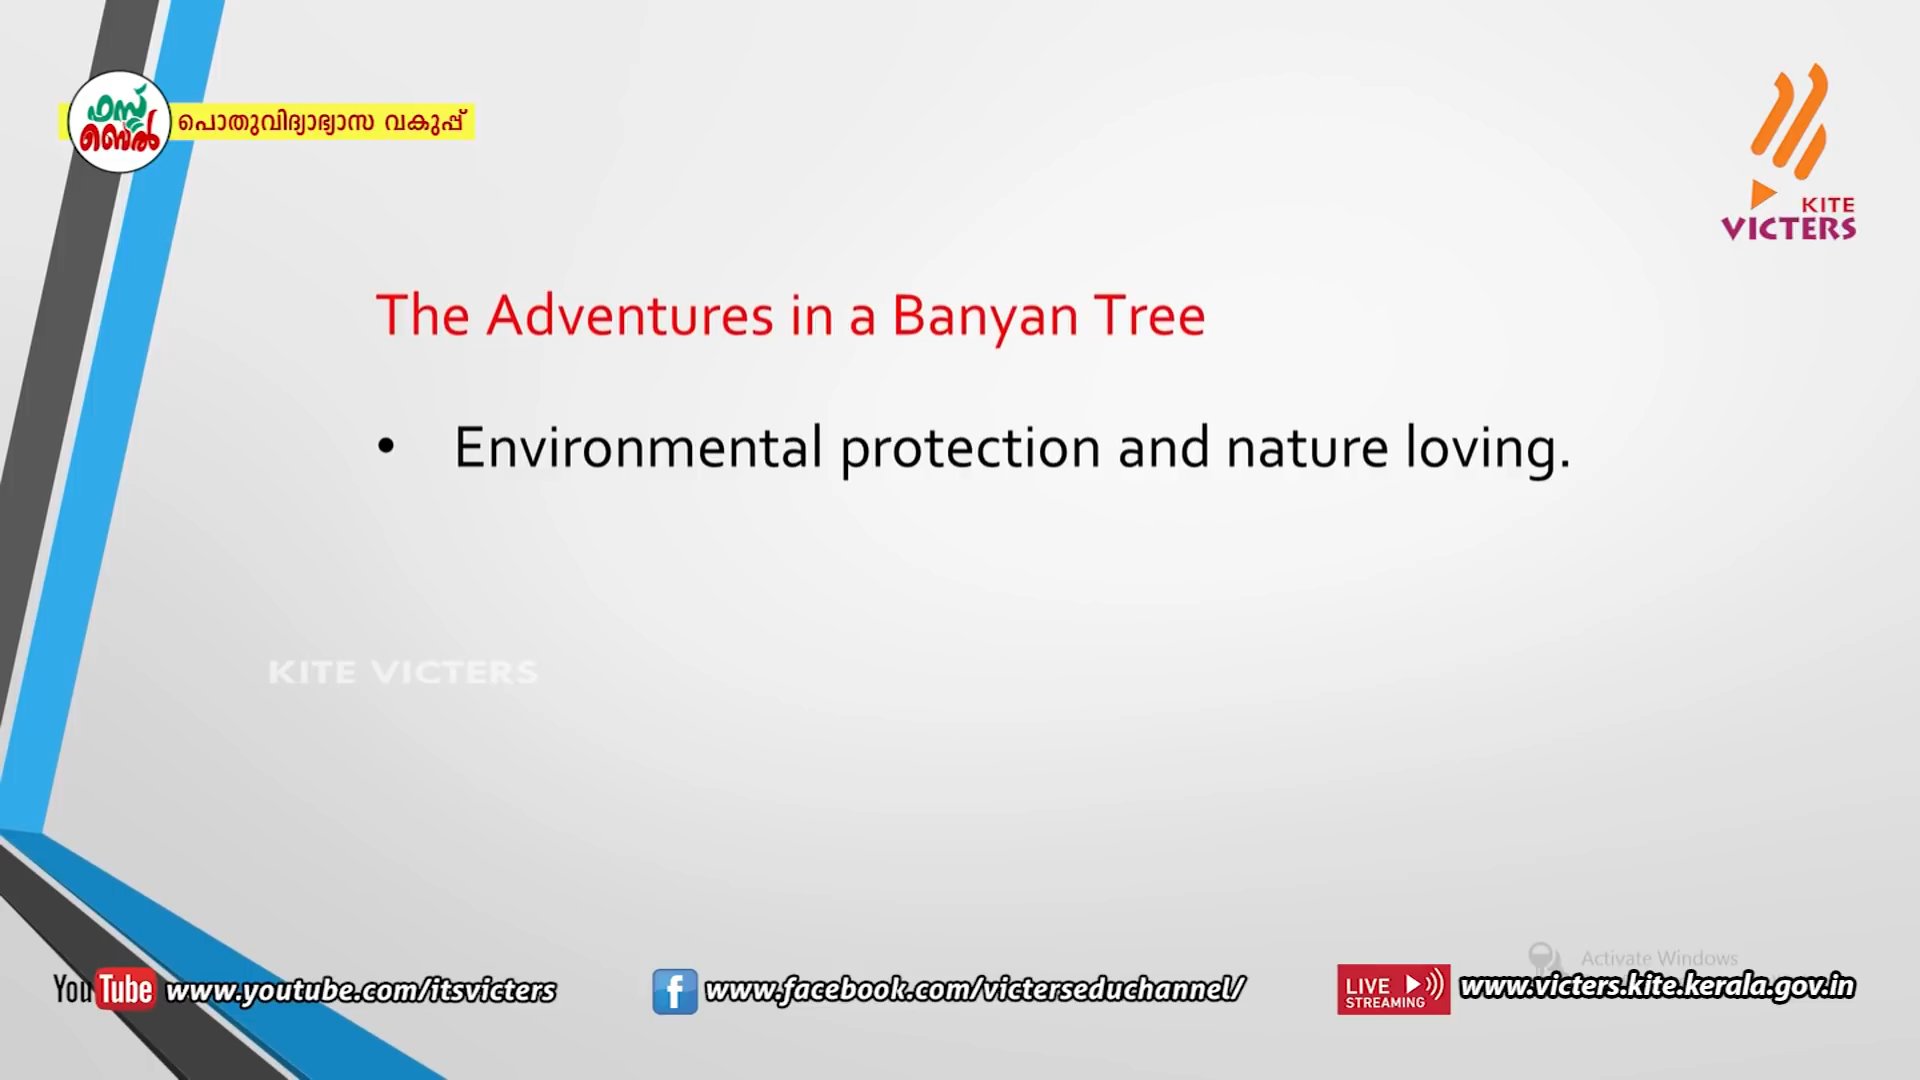 ഫസ്റ്റ്
ബെൽ
പൊതുവിദ്യാഭ്യാസ വകുപ്പ്
KITE
VICTERS
The Adventures in a Banyan Tree
• Environmental protection and nature loving.
KITE VICTERS
Activate Windows
YouTube www.youtube.com/itsvicters
f www.facebook.com/victerseduchannel/
LIVE
STREAMING
www.victers.kite.kerala.gov.in